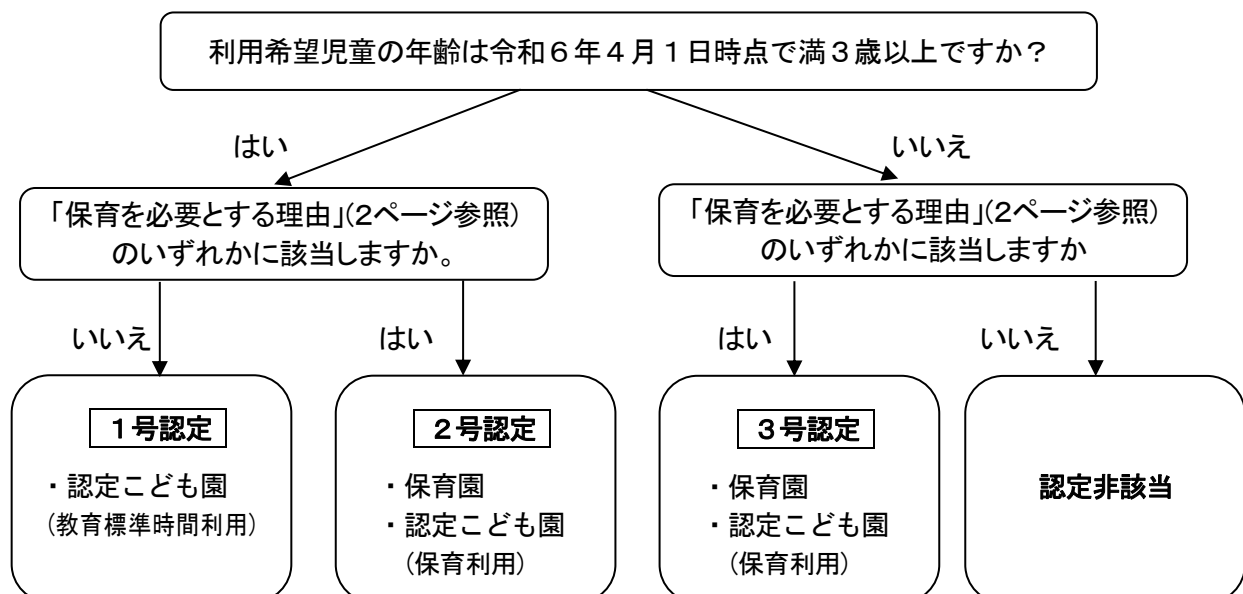 利用希望児童の年齢は令和６年４月１日時点で満３歳以上ですか？
はい
いいえ
「保育を必要とする理由」(２ページ参照)
のいずれかに該当しますか。
「保育を必要とする理由」(２ページ参照)
のいずれかに該当しますか
いいえ
はい
はい
いいえ
１号認定
・認定こども園
(教育標準時間利用)
２号認定
・保育園
・認定こども園
(保育利用)
３号認定
・保育園
・認定こども園
(保育利用)
認定非該当